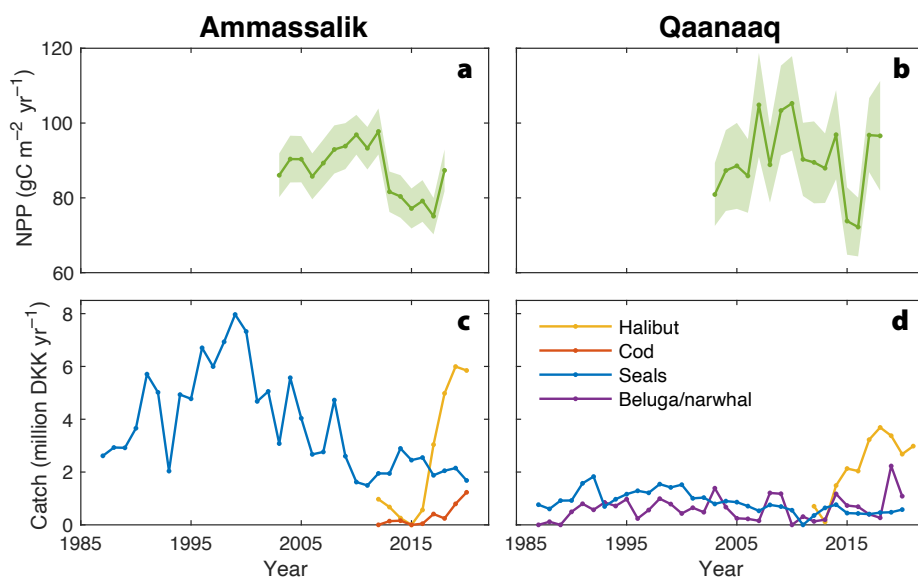 Ammassalik
Qaanaaq
120
100
80
60
NPP (gC m⁻² yr⁻¹)
a
b
8
6
4
2
0
Catch (million DKK yr⁻¹)
c
d
Halibut
Cod
Seals
Beluga/narwhal
1985 1995 2005 2015
Year
1985 1995 2005 2015
Year